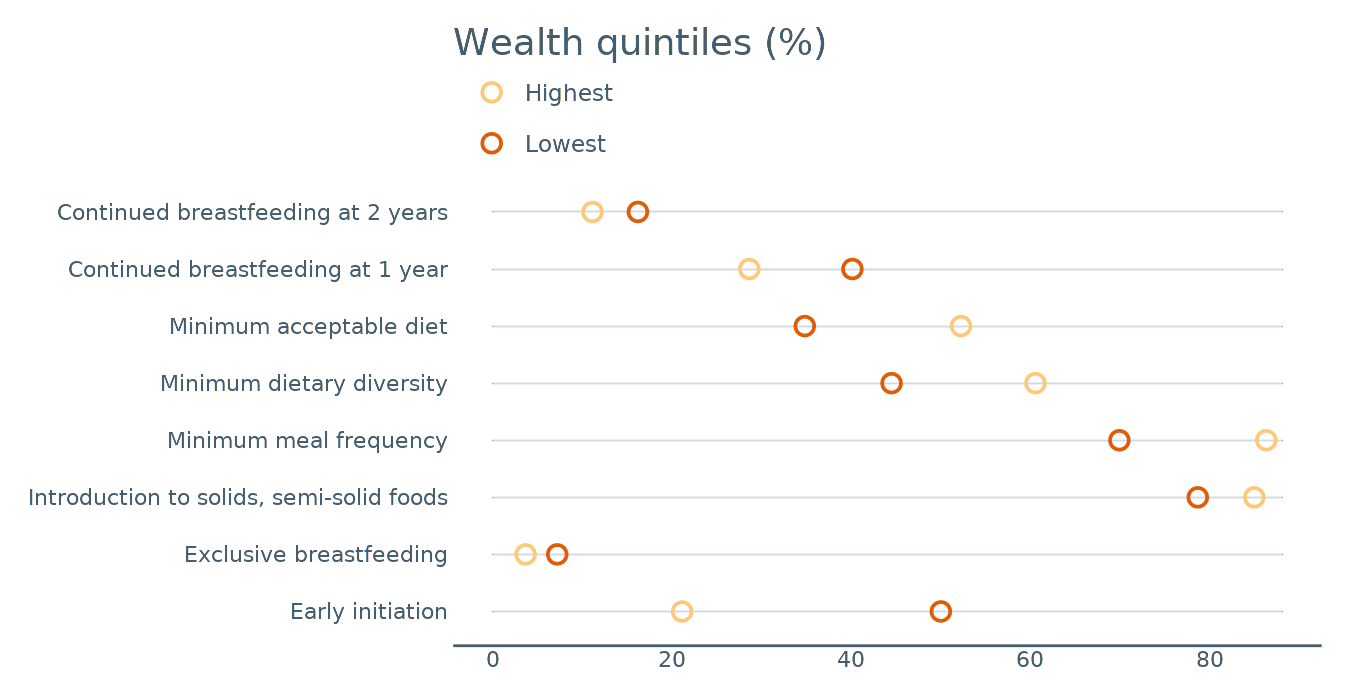 Wealth quintiles (%)
Highest
Lowest
Continued breastfeeding at 2 years
Continued breastfeeding at 1 year
Minimum acceptable diet
Minimum dietary diversity
Minimum meal frequency
Introduction to solids, semi-solid foods
Exclusive breastfeeding
Early initiation
0 20 40 60 80